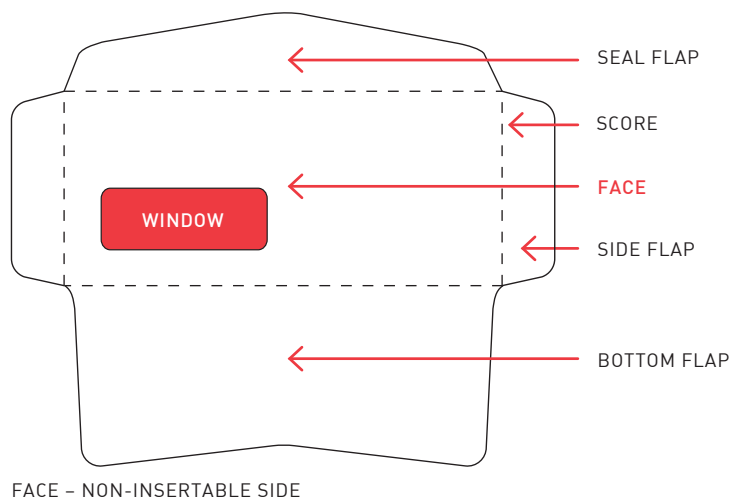 SEAL FLAP
SCORE
FACE
WINDOW
SIDE FLAP
BOTTOM FLAP
FACE – NON-INSERTABLE SIDE